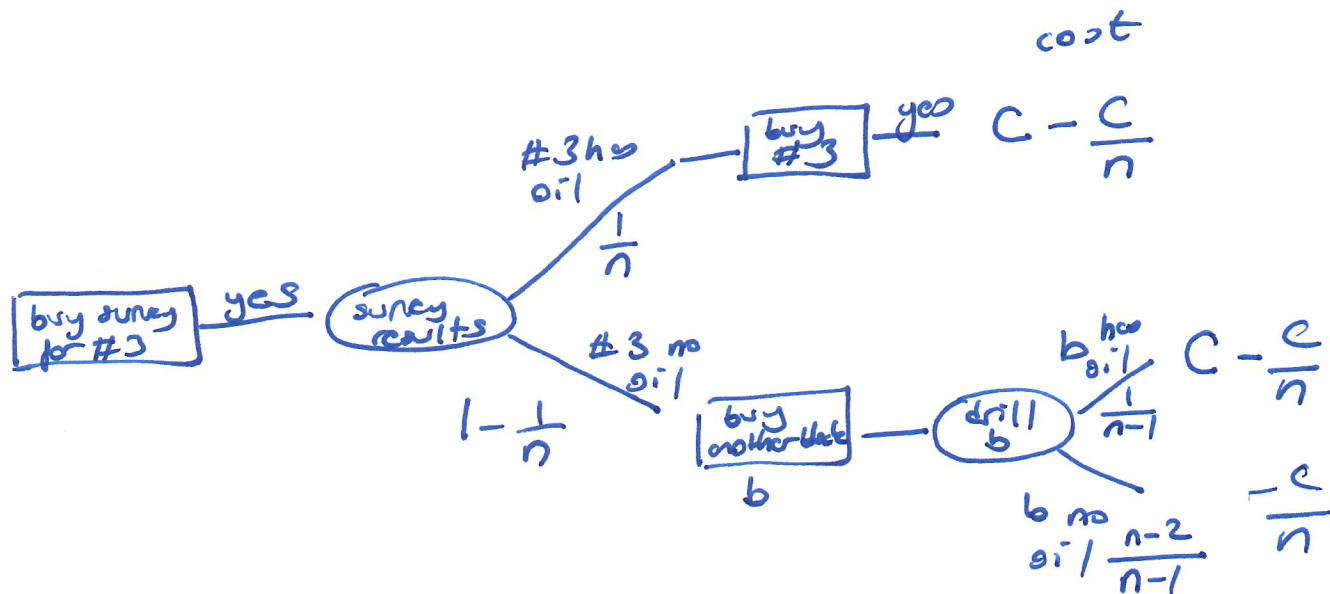 cost
buy
#3
yes
C - C/n
#3 has
oil
1/n
buy survey
for #3
yes
survey
results
#3 no
oil
1 - 1/n
buy
another block
b
drill
b
b has
oil
1/(n-1)
C - C/n
b no
oil (n-2)/(n-1)
-C/n